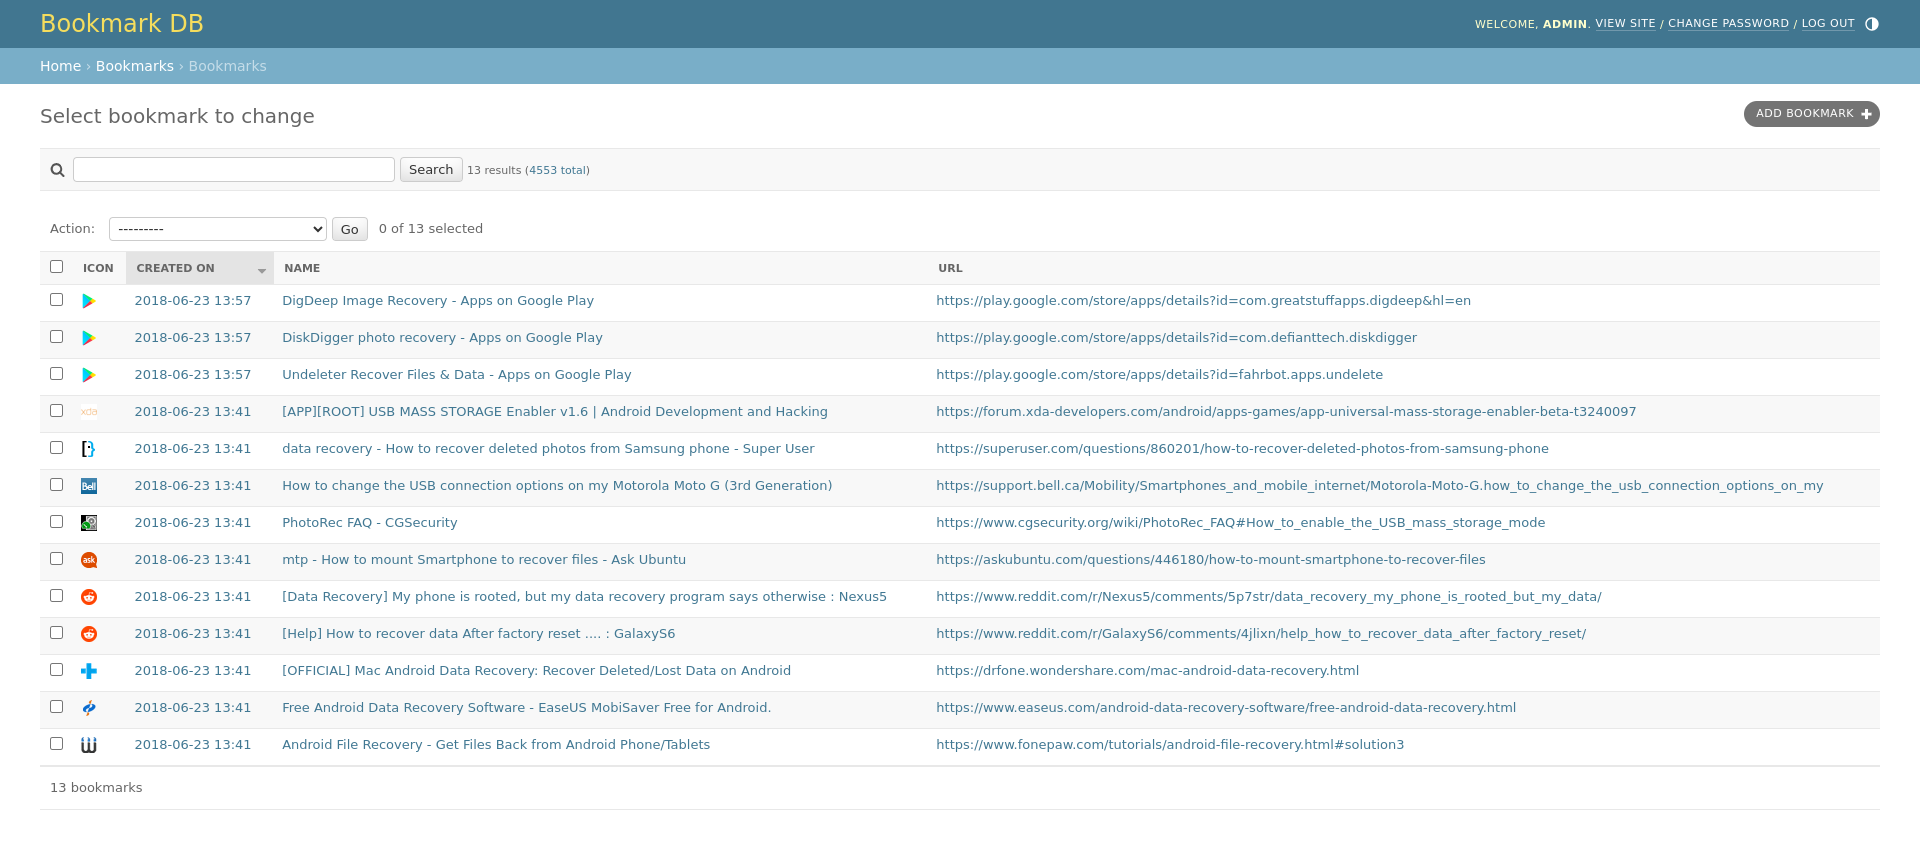 Bookmark DB
WELCOME, ADMIN. VIEW SITE / CHANGE PASSWORD / LOG OUT
Home › Bookmarks › Bookmarks
Select bookmark to change
ADD BOOKMARK
Search 13 results (4553 total)
Action: --------- Go 0 of 13 selected
ICON CREATED ON NAME URL
2018-06-23 13:57 DigDeep Image Recovery - Apps on Google Play https://play.google.com/store/apps/details?id=com.greatstuffapps.digdeep&hl=en
2018-06-23 13:57 DiskDigger photo recovery - Apps on Google Play https://play.google.com/store/apps/details?id=com.defianttech.diskdigger
2018-06-23 13:57 Undeleter Recover Files & Data - Apps on Google Play https://play.google.com/store/apps/details?id=fahrbot.apps.undelete
xda 2018-06-23 13:41 [APP][ROOT] USB MASS STORAGE Enabler v1.6 | Android Development and Hacking https://forum.xda-developers.com/android/apps-games/app-universal-mass-storage-enabler-beta-t3240097
2018-06-23 13:41 data recovery - How to recover deleted photos from Samsung phone - Super User https://superuser.com/questions/860201/how-to-recover-deleted-photos-from-samsung-phone
Bell 2018-06-23 13:41 How to change the USB connection options on my Motorola Moto G (3rd Generation) https://support.bell.ca/Mobility/Smartphones_and_mobile_internet/Motorola-Moto-G.how_to_change_the_usb_connection_options_on_my
2018-06-23 13:41 PhotoRec FAQ - CGSecurity https://www.cgsecurity.org/wiki/PhotoRec_FAQ#How_to_enable_the_USB_mass_storage_mode
ask 2018-06-23 13:41 mtp - How to mount Smartphone to recover files - Ask Ubuntu https://askubuntu.com/questions/446180/how-to-mount-smartphone-to-recover-files
2018-06-23 13:41 [Data Recovery] My phone is rooted, but my data recovery program says otherwise : Nexus5 https://www.reddit.com/r/Nexus5/comments/5p7str/data_recovery_my_phone_is_rooted_but_my_data/
2018-06-23 13:41 [Help] How to recover data After factory reset .... : GalaxyS6 https://www.reddit.com/r/GalaxyS6/comments/4jlixn/help_how_to_recover_data_after_factory_reset/
2018-06-23 13:41 [OFFICIAL] Mac Android Data Recovery: Recover Deleted/Lost Data on Android https://drfone.wondershare.com/mac-android-data-recovery.html
2018-06-23 13:41 Free Android Data Recovery Software - EaseUS MobiSaver Free for Android. https://www.easeus.com/android-data-recovery-software/free-android-data-recovery.html
2018-06-23 13:41 Android File Recovery - Get Files Back from Android Phone/Tablets https://www.fonepaw.com/tutorials/android-file-recovery.html#solution3
13 bookmarks